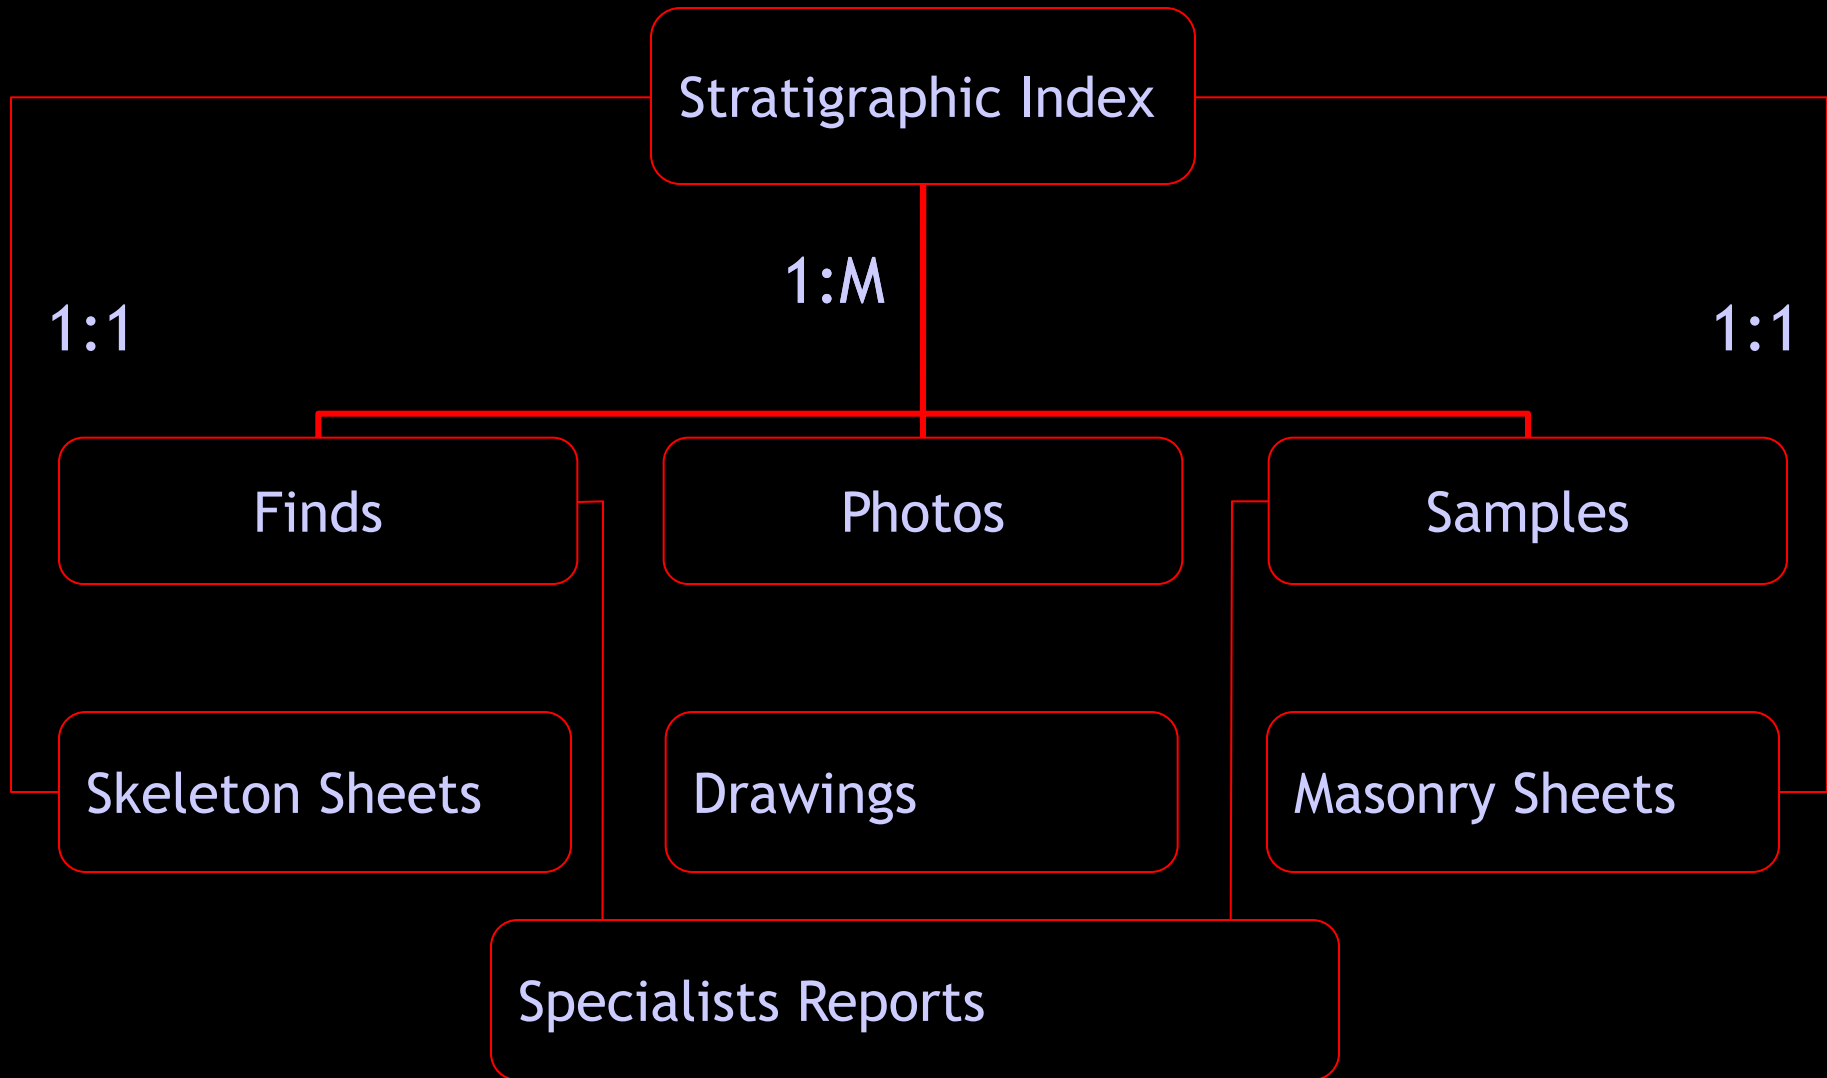 Stratigraphic Index
1:M
1:1
1:1
Finds
Photos
Samples
Skeleton Sheets
Drawings
Masonry Sheets
Specialists Reports